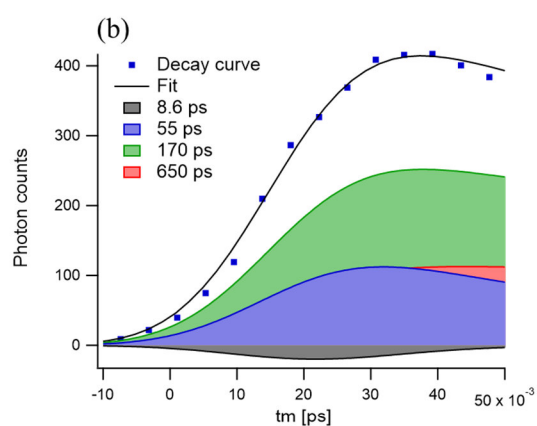 (b)
Decay curve
Fit
8.6 ps
55 ps
170 ps
650 ps
Photon counts
400
300
200
100
0
-10 0 10 20 30 40 50 x 10⁻³
tm [ps]